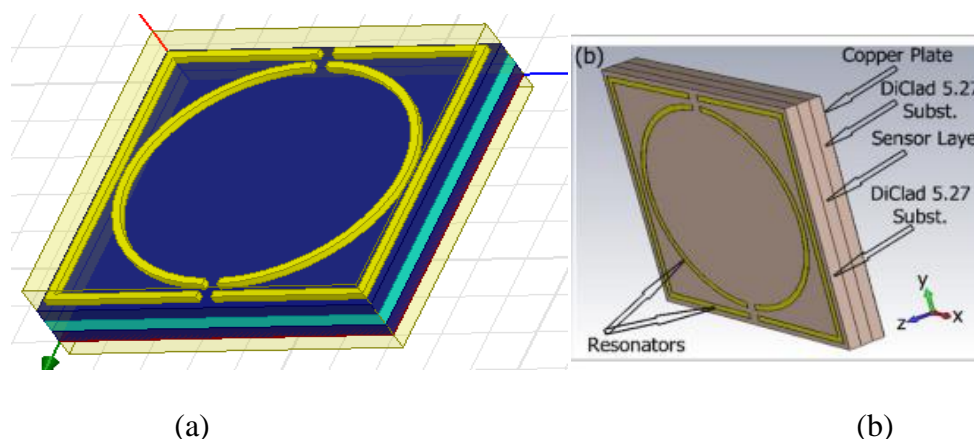 (b)
Copper Plate
DiClad 5.27
Subst.
Sensor Laye
DiClad 5.27
Subst.
Resonators
y
z
x
(a)
(b)